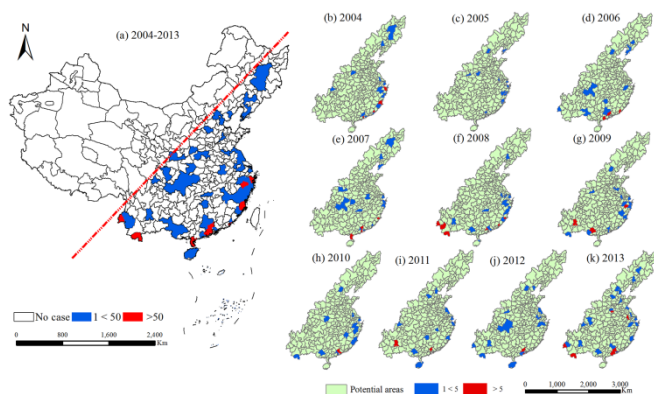 (a) 2004-2013
N
No case 1 < 50 >50
0 800 1,600 2,400
Km
(b) 2004
(c) 2005
(d) 2006
(e) 2007
(f) 2008
(g) 2009
(h) 2010
(i) 2011
(j) 2012
(k) 2013
Potential areas 1 < 5 > 5
0 1,000 2,000 3,000
Km